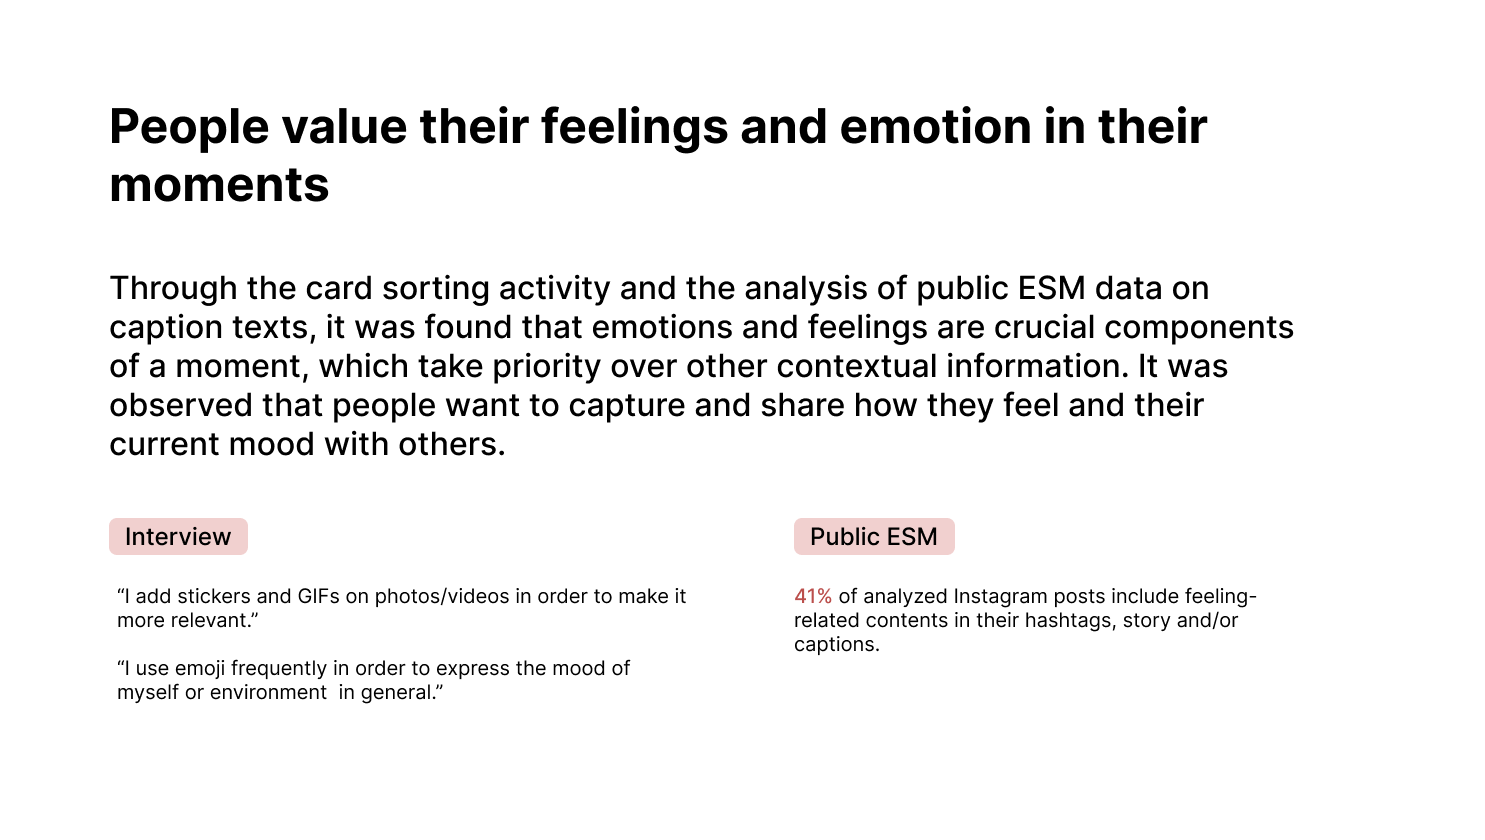 People value their feelings and emotion in their
moments
Through the card sorting activity and the analysis of public ESM data on
caption texts, it was found that emotions and feelings are crucial components
of a moment, which take priority over other contextual information. It was
observed that people want to capture and share how they feel and their
current mood with others.
Interview
“I add stickers and GIFs on photos/videos in order to make it
more relevant.”
“I use emoji frequently in order to express the mood of
myself or environment  in general.”
Public ESM
41% of analyzed Instagram posts include feeling-
related contents in their hashtags, story and/or
captions.